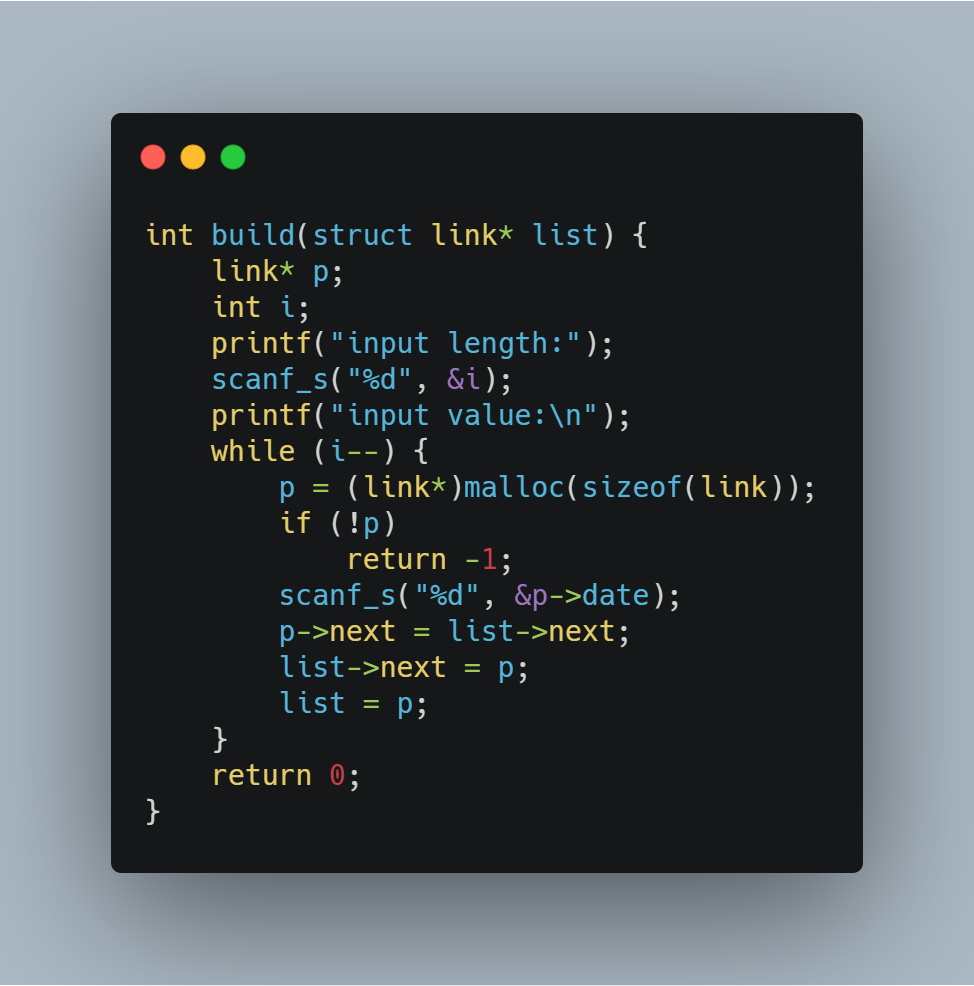 int build(struct link* list) {
    link* p;
    int i;
    printf("input length:");
    scanf_s("%d", &i);
    printf("input value:\n");
    while (i--) {
        p = (link*)malloc(sizeof(link));
        if (!p)
            return -1;
        scanf_s("%d", &p->date);
        p->next = list->next;
        list->next = p;
        list = p;
    }
    return 0;
}